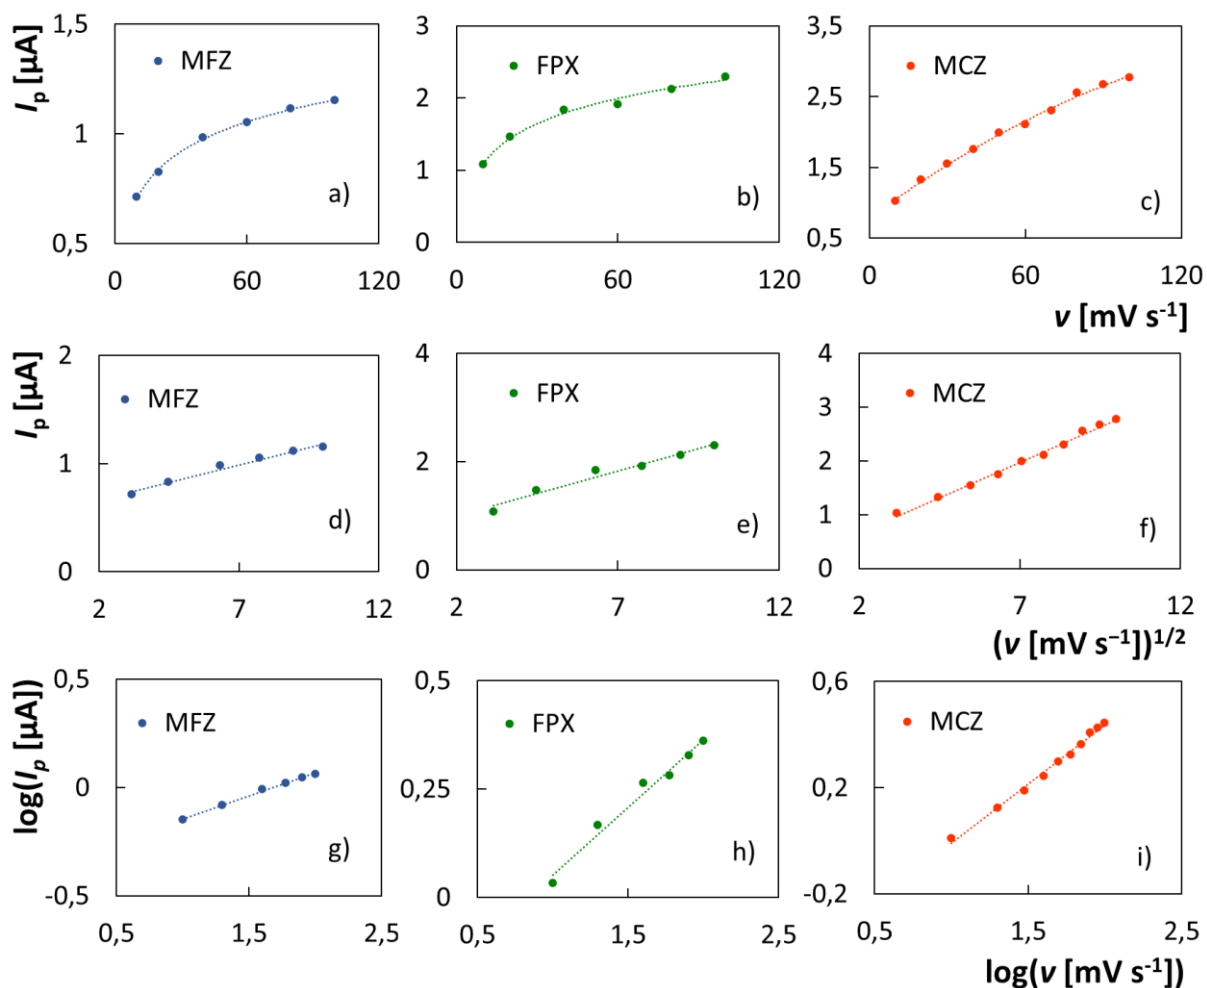 I_p [µA]
1,5
1
0,5
MFZ
a)
0
60
120
3
2
1
0
FPX
b)
0
60
120
3,5
2,5
1,5
0,5
MCZ
c)
0
60
120
v [mV s⁻¹]
I_p [µA]
2
1
0
MFZ
d)
2
7
12
4
2
0
FPX
e)
2
7
12
4
3
2
1
0
MCZ
f)
2
7
12
(v [mV s⁻¹])^1/2
log(I_p [µA])
0,5
0
-0,5
MFZ
g)
0,5
1,5
2,5
0,5
0,25
0
FPX
h)
0,5
1,5
2,5
0,6
0,2
-0,2
MCZ
i)
0,5
1,5
2,5
log(v [mV s⁻¹])